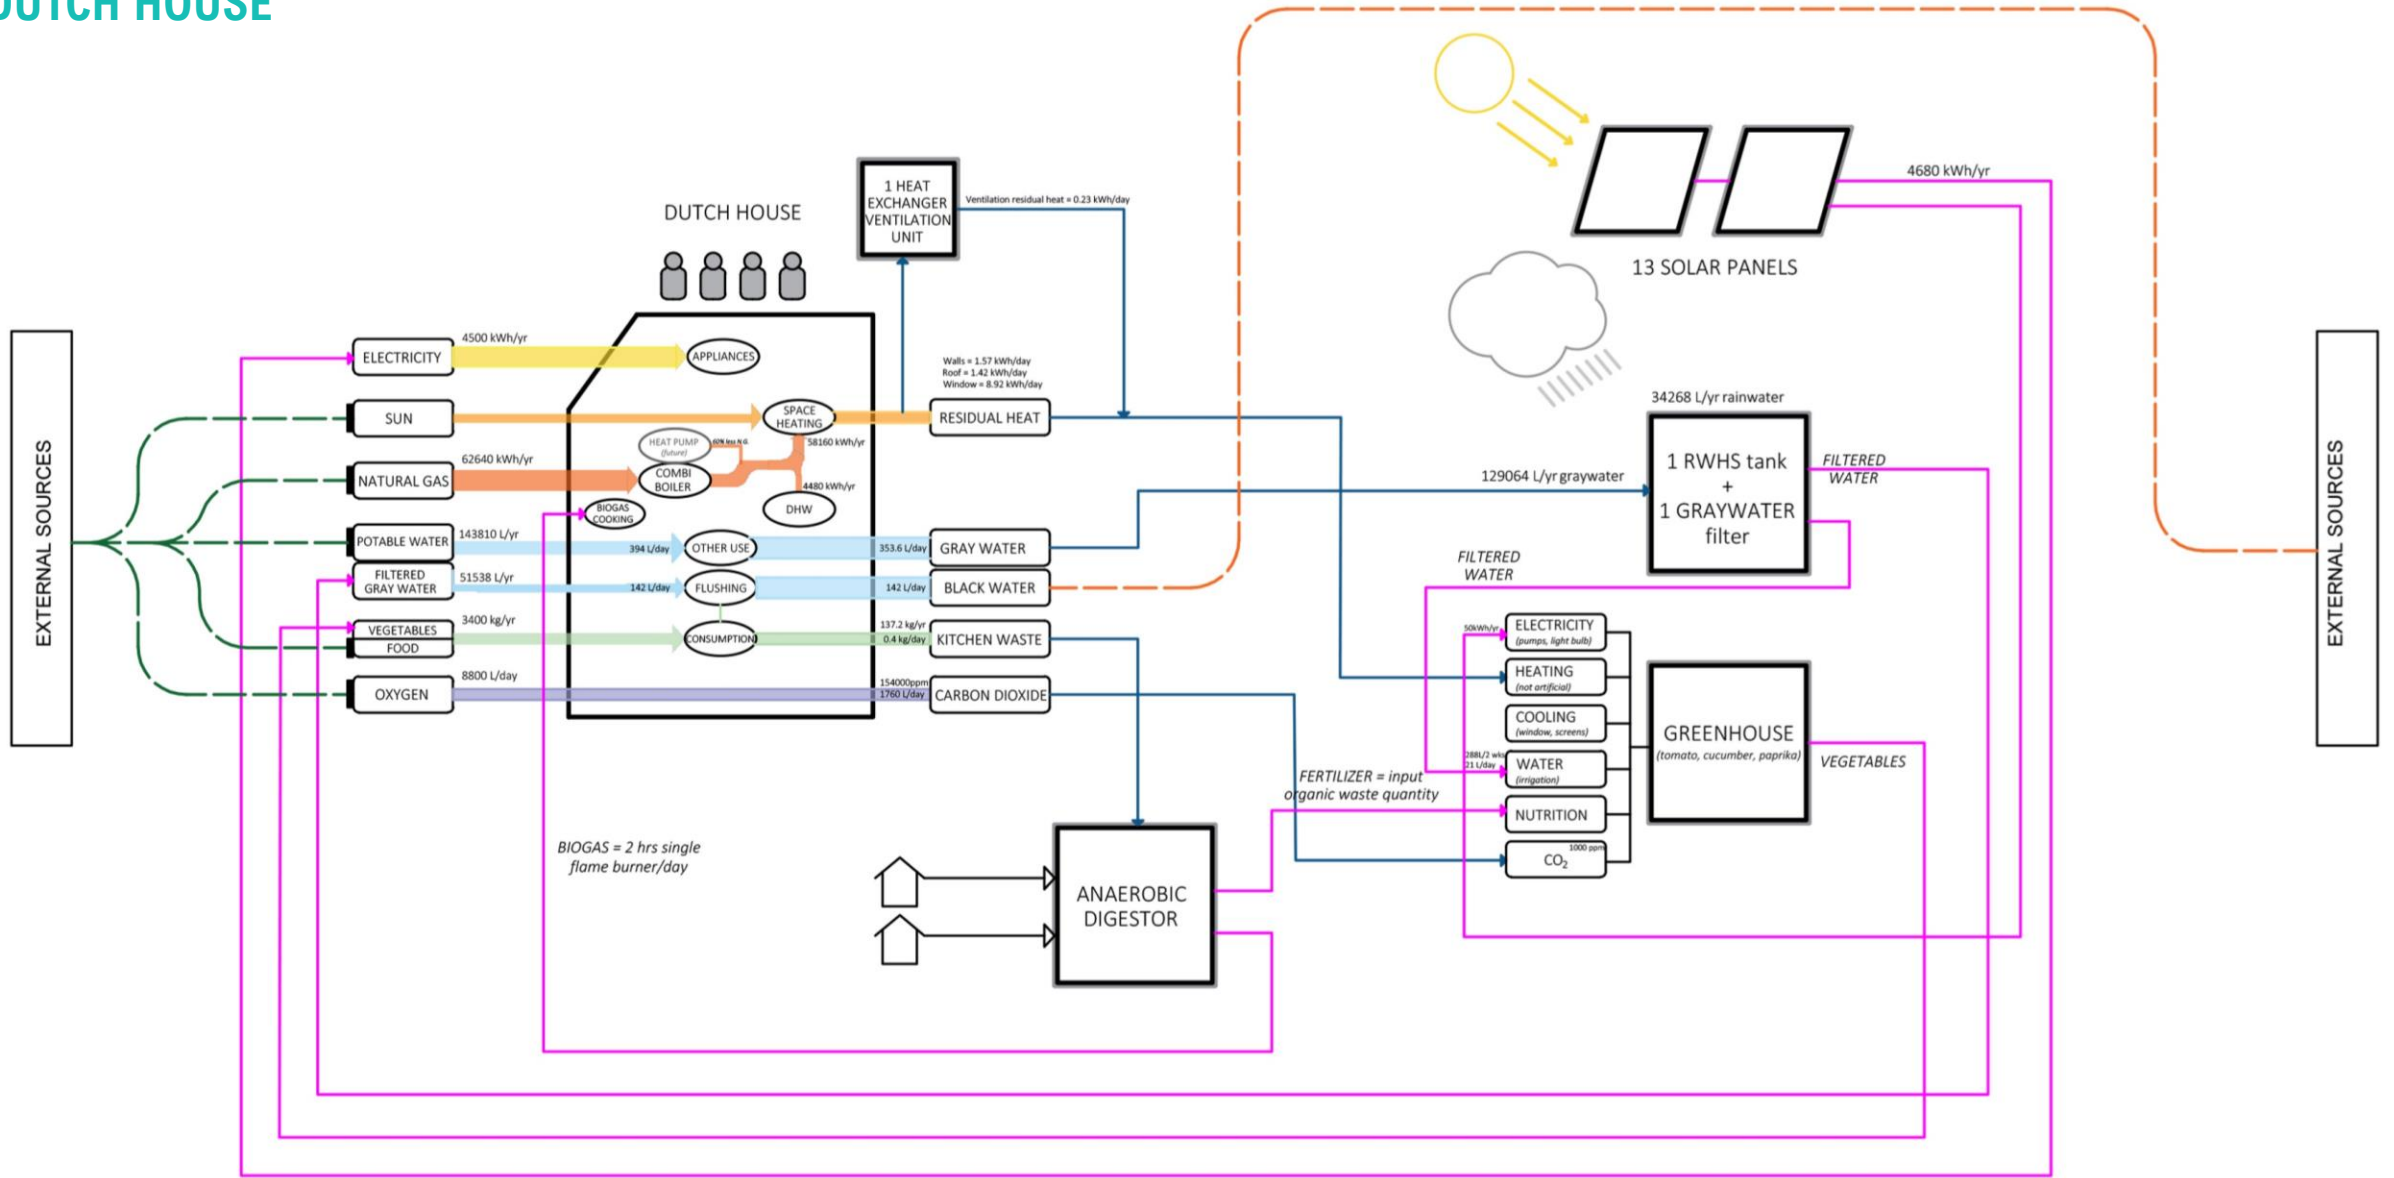 DUTCH HOUSE
EXTERNAL SOURCES
DUTCH HOUSE
ELECTRICITY
4500 kWh/yr
APPLIANCES
SUN
SPACE
HEATING
HEAT PUMP
(future)
60% less N.G.
58160 kWh/yr
NATURAL GAS
62640 kWh/yr
COMBI
BOILER
4480 kWh/yr
DHW
BIOGAS
COOKING
POTABLE WATER
143810 L/yr
394 L/day
OTHER USE
353.6 L/day
GRAY WATER
FILTERED
GRAY WATER
51538 L/yr
142 L/day
FLUSHING
142 L/day
BLACK WATER
VEGETABLES
FOOD
3400 kg/yr
CONSUMPTION
137.2 kg/yr
0.4 kg/day
KITCHEN WASTE
OXYGEN
8800 L/day
154000ppm
1760 L/day
CARBON DIOXIDE
1 HEAT
EXCHANGER
VENTILATION
UNIT
Ventilation residual heat = 0.23 kWh/day
Walls = 1.57 kWh/day
Roof = 1.42 kWh/day
Window = 8.92 kWh/day
RESIDUAL HEAT
BIOGAS = 2 hrs single
flame burner/day
ANAEROBIC
DIGESTOR
FERTILIZER = input
organic waste quantity
4680 kWh/yr
13 SOLAR PANELS
34268 L/yr rainwater
129064 L/yr graywater
1 RWHS tank
+
1 GRAYWATER
filter
FILTERED
WATER
FILTERED
WATER
50kWh/yr
ELECTRICITY
(pumps, light bulb)
HEATING
(not artificial)
COOLING
(window, screens)
288L/2 wks
21 L/day
WATER
(irrigation)
NUTRITION
1000 ppm
CO₂
GREENHOUSE
(tomato, cucumber, paprika)
VEGETABLES
EXTERNAL SOURCES